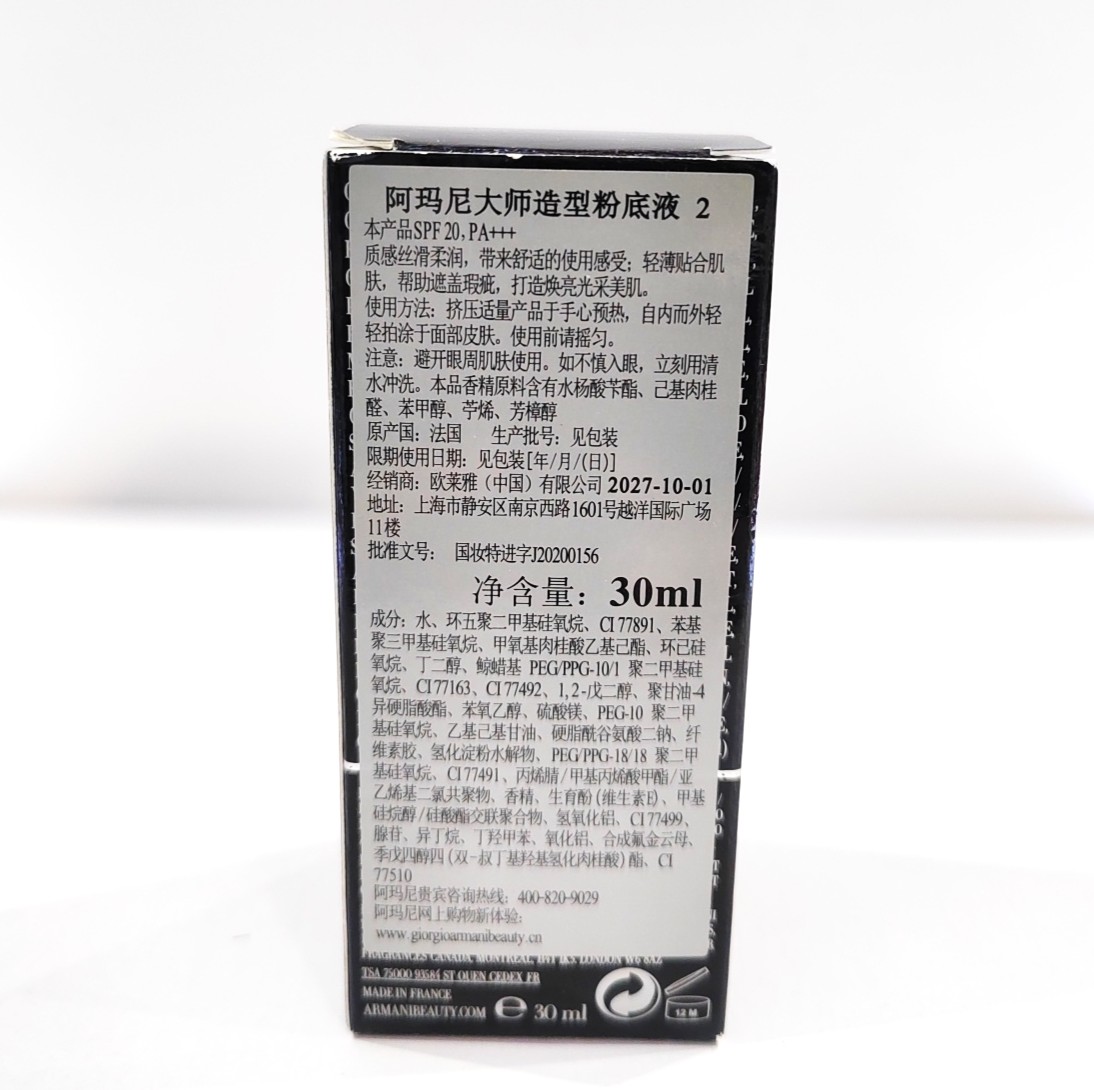 阿玛尼大师造型粉底液 2
本产品SPF 20, PA+++
质感丝滑柔润，带来舒适的使用感受；轻薄贴合肌
肤，帮助遮盖瑕疵，打造焕亮光采美肌。
使用方法：挤压适量产品于手心预热，自内而外轻
轻拍涂于面部皮肤。使用前请摇匀。
注意：避开眼周肌肤使用。如不慎入眼，立刻用清
水冲洗。本品香精原料含有水杨酸苄酯、己基肉桂
醛、苯甲醇、苧烯、芳樟醇
原产国：法国 生产批号：见包装
限期使用日期：见包装[年/月/(日)]
经销商：欧莱雅（中国）有限公司 2027-10-01
地址：上海市静安区南京西路1601号越洋国际广场
11楼
批准文号： 国妆特进字J20200156
净含量：30ml
成分：水、环五聚二甲基硅氧烷、CI 77891、苯基
聚三甲基硅氧烷、甲氧基肉桂酸乙基己酯、环己硅
氧烷、丁二醇、鲸蜡基 PEG/PPG-10/1 聚二甲基硅
氧烷、CI 77163、CI 77492、1,2-戊二醇、聚甘油-4
异硬脂酸酯、苯氧乙醇、硫酸镁、PEG-10 聚二甲
基硅氧烷、乙基己基甘油、硬脂酰谷氨酸二钠、纤
维素胶、氢化淀粉水解物、PEG/PPG-18/18 聚二甲
基硅氧烷、CI 77491、丙烯腈/甲基丙烯酸甲酯/亚
乙烯基二氯共聚物、香精、生育酚(维生素E)、甲基
硅烷醇/硅酸酯交联聚合物、氢氧化铝、CI 77499、
腺苷、异丁烷、丁羟甲苯、氧化铝、合成氟金云母、
季戊四醇四(双-叔丁基羟基氢化肉桂酸)酯、CI
77510
阿玛尼贵宾咨询热线：400-820-9029
阿玛尼网上购物新体验：
www.giorgioarmanibeauty.cn
FRAGRANCES CANADA, MONTREAL LONDON W6 8AZ
TSA 75000 93584 ST OUEN CEDEX FR
MADE IN FRANCE
ARMANIBEAUTY.COM e 30 ml
12 M